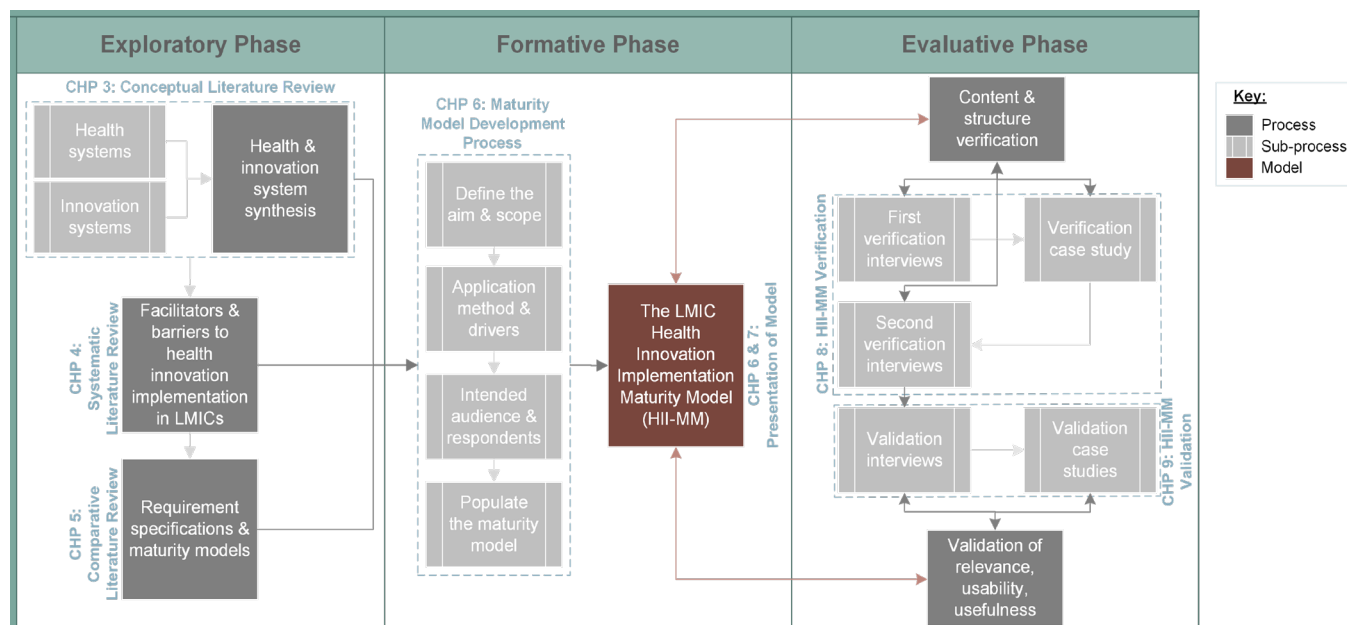 Exploratory Phase
Formative Phase
Evaluative Phase
CHP 3: Conceptual Literature Review
Health
systems
Innovation
systems
Health &
innovation
system
synthesis
CHP 4:
Systematic
Literature Review
Facilitators &
barriers to
health
innovation
implementation
in LMICs
CHP 5:
Comparative
Literature Review
Requirement
specifications &
maturity models
CHP 6: Maturity
Model Development
Process
Define the
aim & scope
Application
method &
drivers
Intended
audience &
respondents
Populate
the maturity
model
The LMIC
Health
Innovation
Implementation
Maturity Model
(HII-MM)
CHP 6 & 7:
Presentation of Model
Content &
structure
verification
CHP 8: HII-MM Verification
First
verification
interviews
Verification
case study
Second
verification
interviews
Validation
interviews
Validation
case
studies
CHP 9: HII-MM
Validation
Validation of
relevance,
usability,
usefulness
Key:
Process
Sub-process
Model